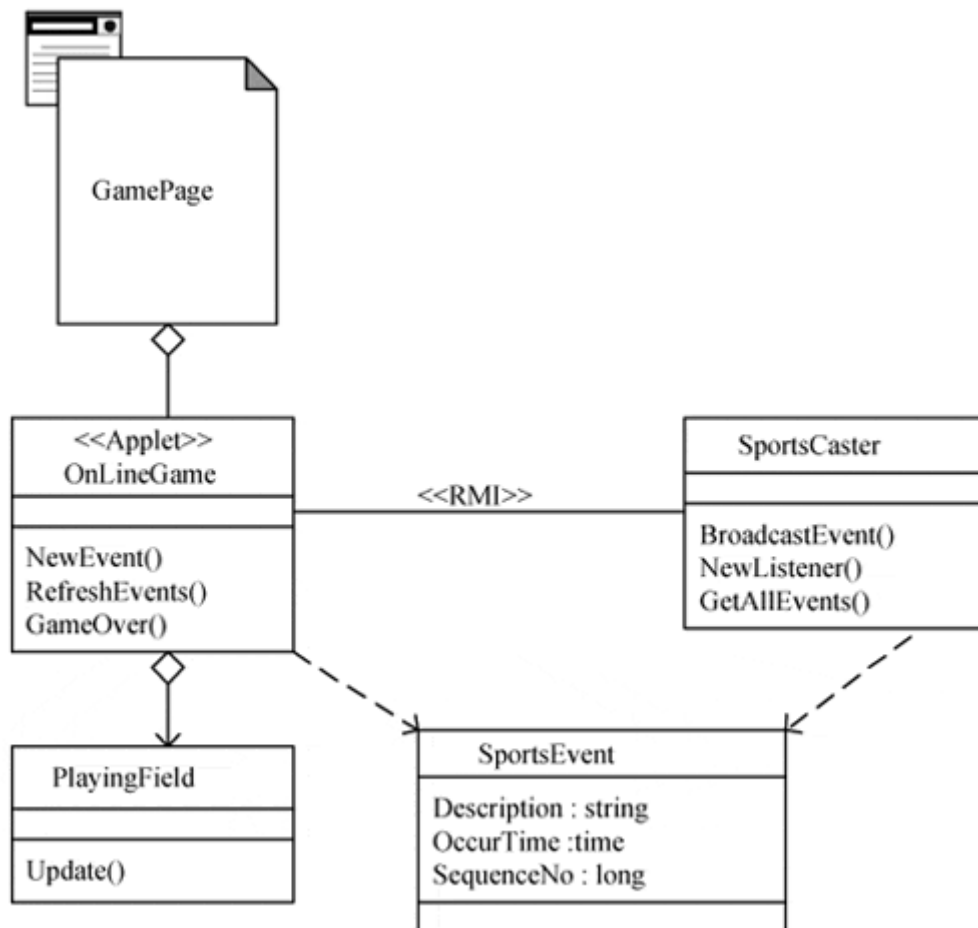 GamePage
<<Applet>>
OnLineGame
NewEvent()
RefreshEvents()
GameOver()
<<RMI>>
SportsCaster
BroadcastEvent()
NewListener()
GetAllEvents()
PlayingField
Update()
SportsEvent
Description : string
OccurTime :time
SequenceNo : long